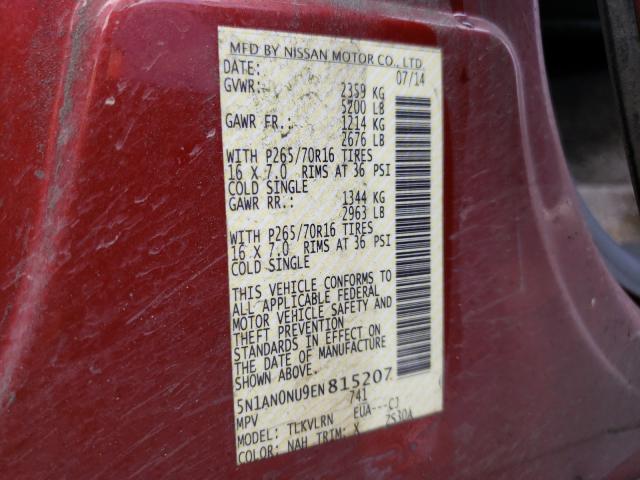 MFD BY NISSAN MOTOR CO., LTD.
DATE: 07/14
GVWR: 2359 KG
5200 LB
GAWR FR.: 1214 KG
2676 LB
WITH P265/70R16 TIRES
16 X 7.0 RIMS AT 36 PSI
COLD SINGLE
GAWR RR.: 1344 KG
2963 LB
WITH P265/70R16 TIRES
16 X 7.0 RIMS AT 36 PSI
COLD SINGLE
THIS VEHICLE CONFORMS TO
ALL APPLICABLE FEDERAL
MOTOR VEHICLE SAFETY AND
THEFT PREVENTION
STANDARDS IN EFFECT ON
THE DATE OF MANUFACTURE
SHOWN ABOVE.
5N1AN0NU9EN815207
MPV 741
MODEL: TLKVLRN EUA---CJ
COLOR: NAH TRIM: X ZS30A